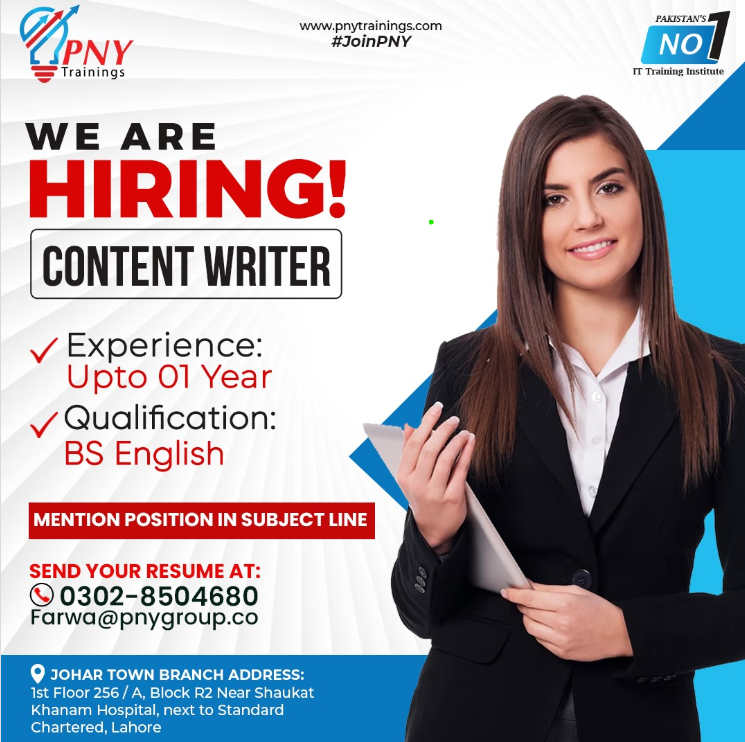 PNY
Trainings
www.pnytrainings.com
#JoinPNY
PAKISTAN'S
NO 1
IT Training Institute
WE ARE
HIRING!
CONTENT WRITER
Experience:
Upto 01 Year
Qualification:
BS English
MENTION POSITION IN SUBJECT LINE
SEND YOUR RESUME AT:
0302-8504680
Farwa@pnygroup.co
JOHAR TOWN BRANCH ADDRESS:
1st Floor 256 / A, Block R2 Near Shaukat
Khanam Hospital, next to Standard
Chartered, Lahore